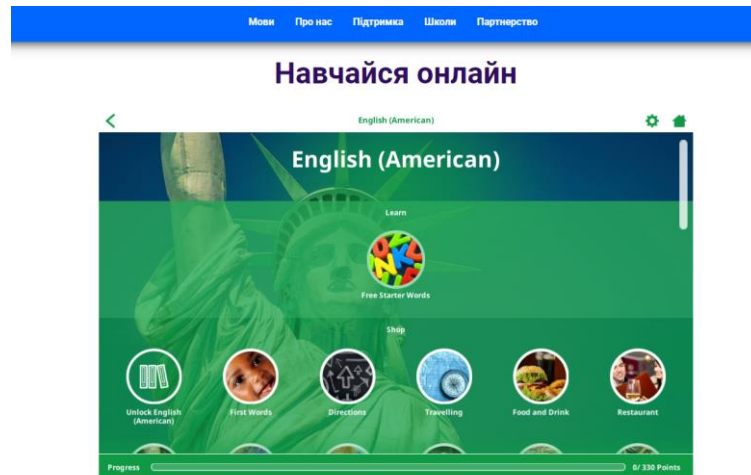 Мови Про нас Підтримка Школи Партнерство
Навчайся онлайн
English (American)
English (American)
Learn
Free Starter Words
Shop
Unlock English (American)
First Words
Directions
Travelling
Food and Drink
Restaurant
Progress
0/ 330 Points